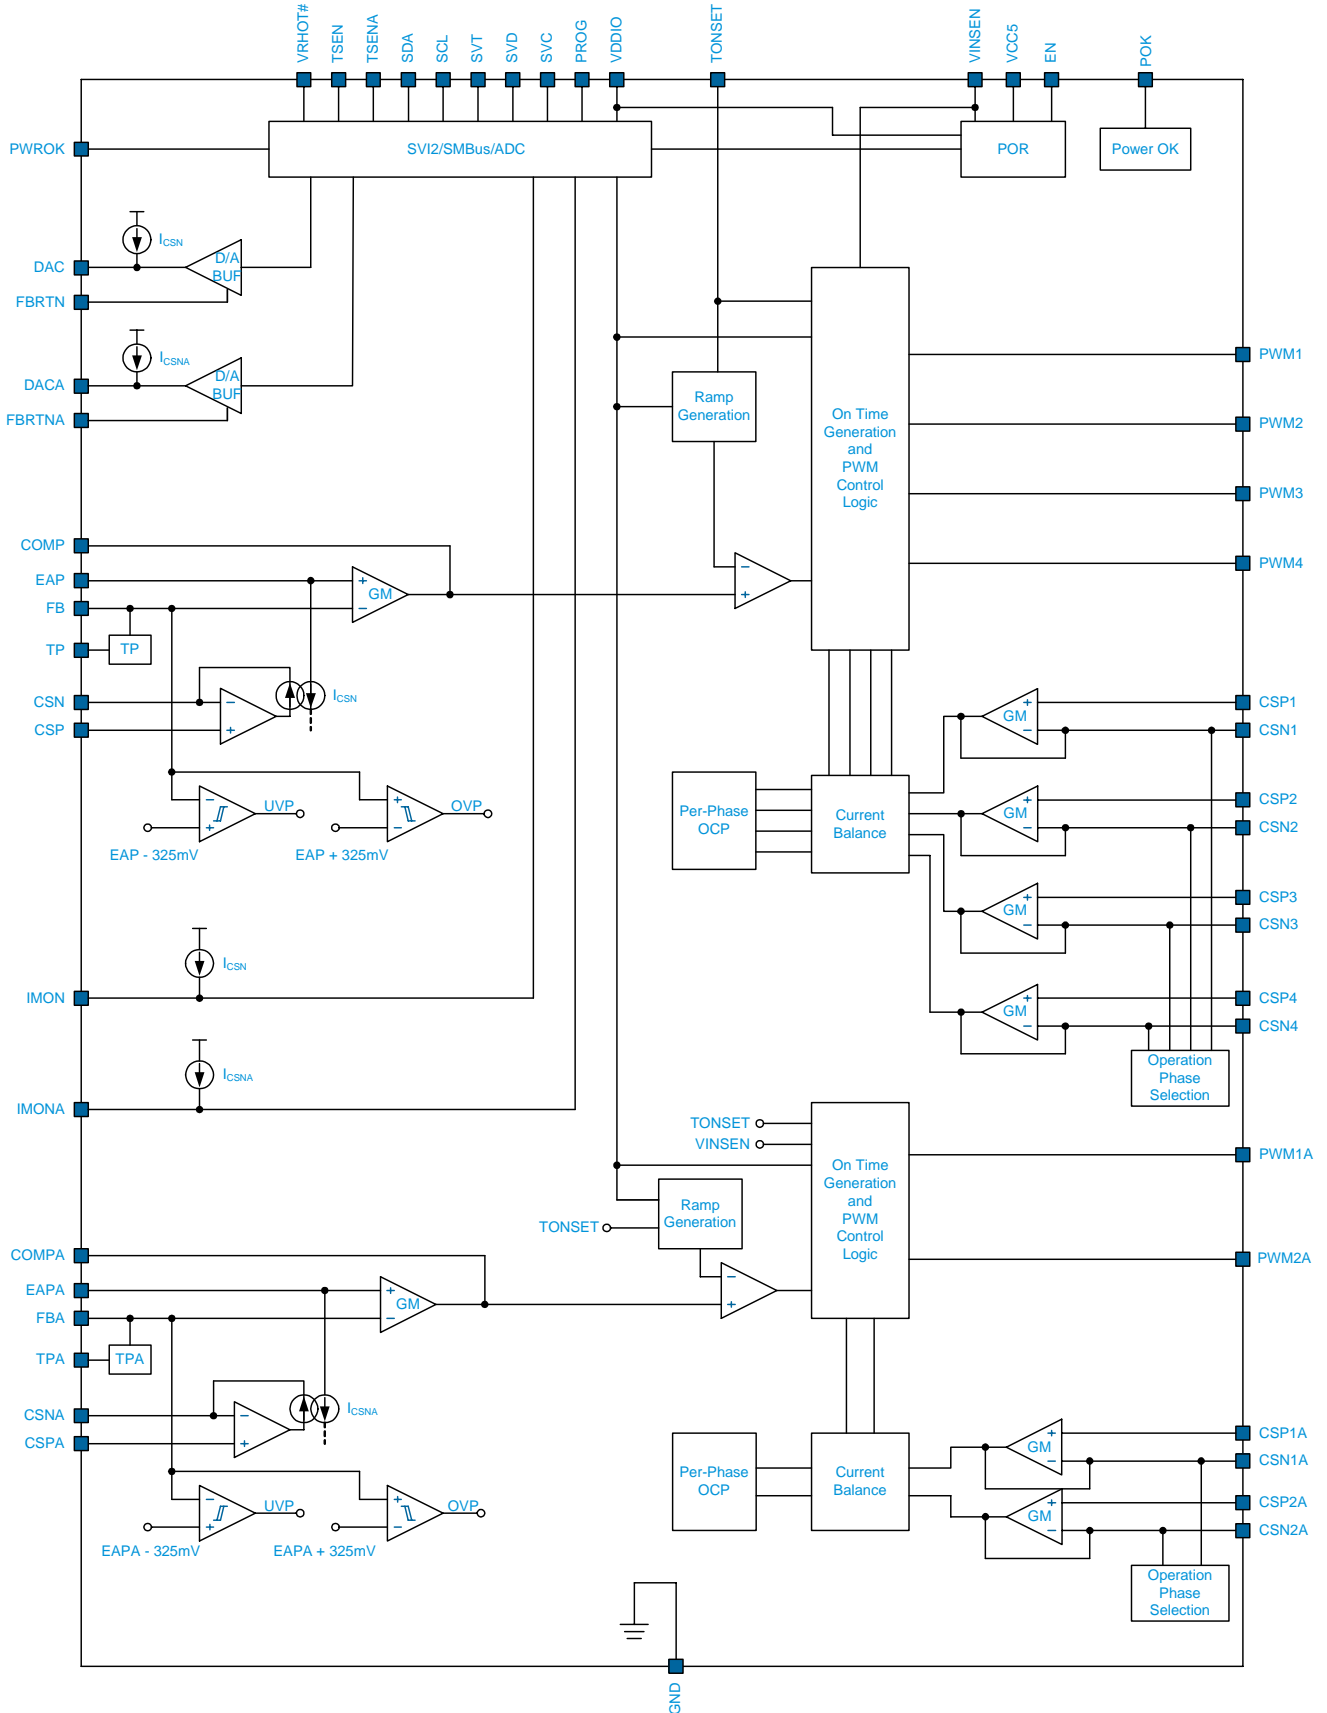 VRHOT#
TSEN
TSENA
SDA
SCL
SVT
SVD
SVC
PROG
VDDIO
TONSET
VINSEN
VCC5
EN
POK
PWROK
SVI2/SMBus/ADC
POR
Power OK
ICSN
DAC
D/A
BUF
FBRTN
ICSNA
DACA
D/A
BUF
FBRTNA
Ramp
Generation
On Time
Generation
and
PWM
Control
Logic
PWM1
PWM2
PWM3
PWM4
COMP
EAP
+
GM
−
FB
TP
TP
−
+
CSN
−
ICSN
CSP
+
CSP1
+
GM
−
CSN1
−
UVP
+
EAP - 325mV
+
OVP
−
EAP + 325mV
Per-Phase
OCP
Current
Balance
CSP2
+
GM
−
CSN2
CSP3
+
GM
−
CSN3
ICSN
IMON
CSP4
+
GM
−
CSN4
Operation
Phase
Selection
ICSNA
IMONA
TONSET
VINSEN
On Time
Generation
and
PWM
Control
Logic
PWM1A
PWM2A
Ramp
Generation
TONSET
COMPA
EAPA
+
GM
−
FBA
−
+
TPA
TPA
CSNA
−
ICSNA
CSPA
+
−
UVP
+
EAPA - 325mV
+
OVP
−
EAPA + 325mV
Per-Phase
OCP
Current
Balance
CSP1A
+
GM
−
CSN1A
CSP2A
+
GM
−
CSN2A
Operation
Phase
Selection
GND